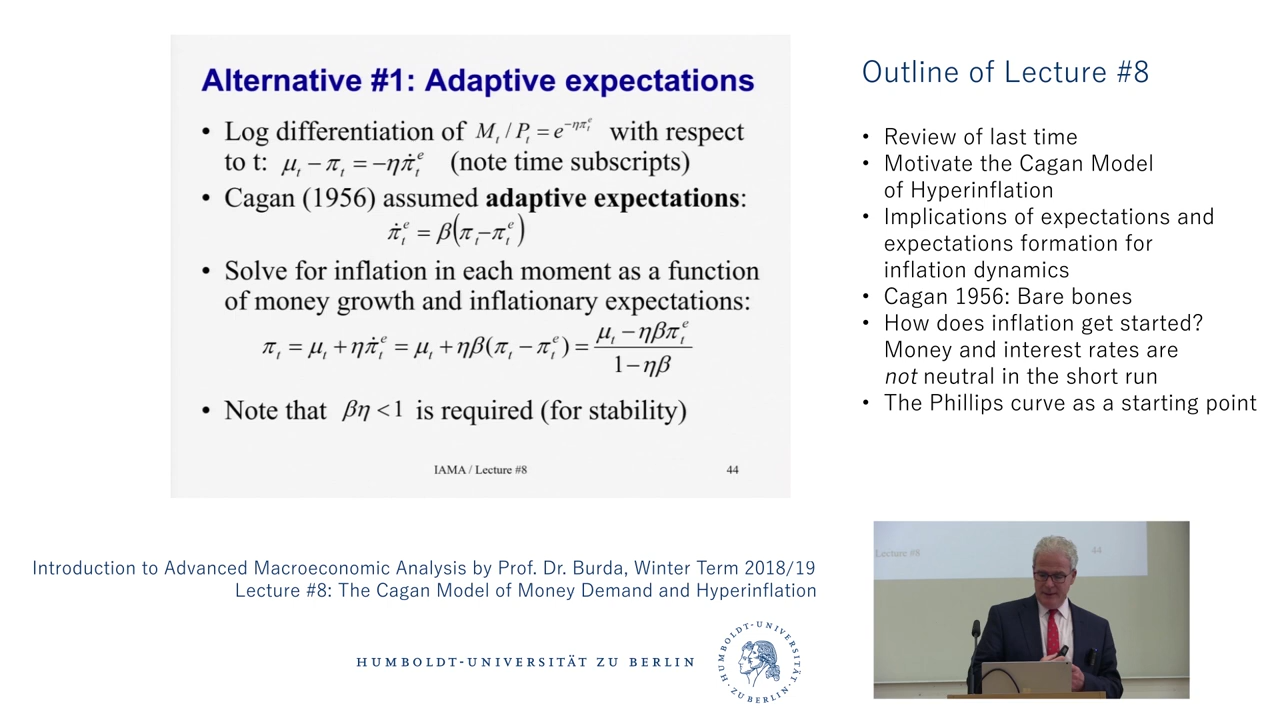 Alternative #1: Adaptive expectations
• Log differentiation of M_t / P_t = e^{−ηπ_t^e} with respect
to t: μ_t − π_t = −ηπ̇_t^e (note time subscripts)
• Cagan (1956) assumed adaptive expectations:
π̇_t^e = β(π_t − π_t^e)
• Solve for inflation in each moment as a function
of money growth and inflationary expectations:
π_t = μ_t + ηπ̇_t^e = μ_t + ηβ(π_t − π_t^e) = (μ_t − ηβπ_t^e) / (1 − ηβ)
• Note that βη < 1 is required (for stability)
IAMA / Lecture #8 44
Outline of Lecture #8
• Review of last time
• Motivate the Cagan Model
of Hyperinflation
• Implications of expectations and
expectations formation for
inflation dynamics
• Cagan 1956: Bare bones
• How does inflation get started?
Money and interest rates are
not neutral in the short run
• The Phillips curve as a starting point
Lecture #8 44
Introduction to Advanced Macroeconomic Analysis by Prof. Dr. Burda, Winter Term 2018/19
Lecture #8: The Cagan Model of Money Demand and Hyperinflation
HUMBOLDT-UNIVERSITÄT ZU BERLIN
HUMBOLDT-UNIVERSITÄT · ZU BERLIN ·